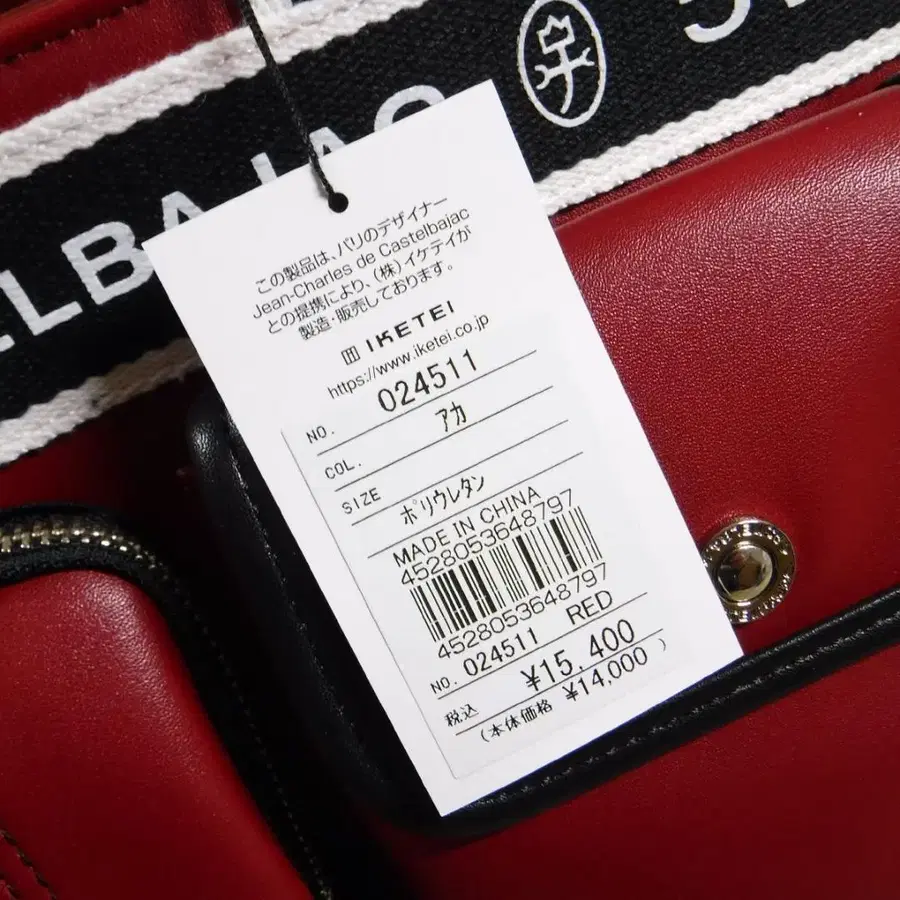 ELBAJAC
この製品は、パリのデザイナー
Jean-Charles de Castelbajac
との提携により、(株)イケテイが
製造・販売しております。
IKETEI
https://www.iketei.co.jp
NO. 024511
COL. アカ
SIZE
ポリウレタン
MADE IN CHINA
4528053648797
4528053648797
NO. 024511 RED
税込 ¥15,400
(本体価格 ¥14,000 )